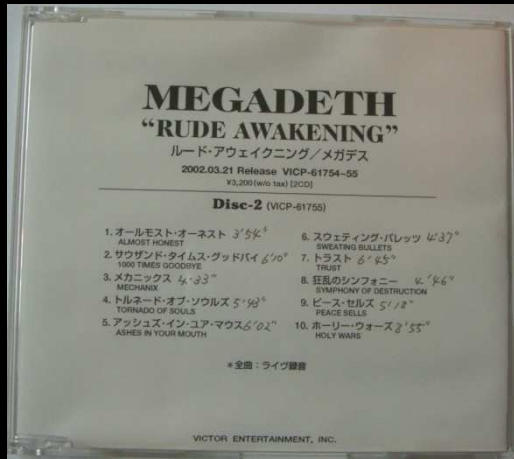 MEGADETH
“RUDE AWAKENING”
ルード・アウェイクニング／メガデス
2002.03.21 Release VICP-61754~55
¥3,200(w/o tax) [2CD]
Disc-2 (VICP-61755)
1. オールモスト・オーネスト 3'54"
ALMOST HONEST
2. サウザンド・タイムス・グッドバイ 6'10"
1000 TIMES GOODBYE
3. メカニックス 4'33"
MECHANIX
4. トルネード・オブ・ソウルズ 5'43"
TORNADO OF SOULS
5. アッシュズ・イン・ユア・マウス 6'02"
ASHES IN YOUR MOUTH
6. スウェティング・バレッツ 4'37"
SWEATING BULLETS
7. トラスト 6'45"
TRUST
8. 狂乱のシンフォニー 4'46"
SYMPHONY OF DESTRUCTION
9. ピース・セルズ 5'12"
PEACE SELLS
10. ホーリー・ウォーズ 3'55"
HOLY WARS
＊全曲：ライヴ録音
VICTOR ENTERTAINMENT, INC.